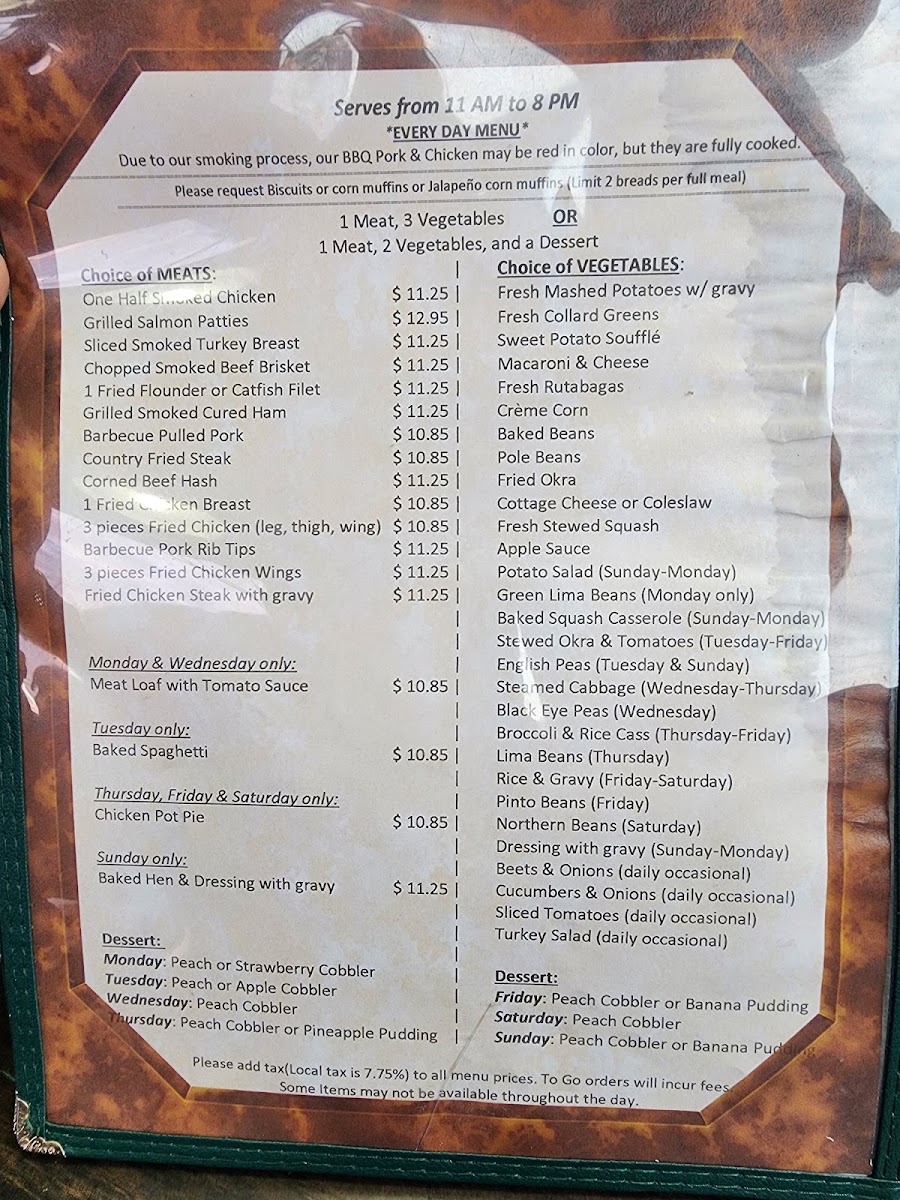 Serves from 11 AM to 8 PM
*EVERY DAY MENU*
Due to our smoking process, our BBQ Pork & Chicken may be red in color, but they are fully cooked.
Please request Biscuits or corn muffins or Jalapeño corn muffins (Limit 2 breads per full meal)
1 Meat, 3 Vegetables OR
1 Meat, 2 Vegetables, and a Dessert
Choice of MEATS:
One Half Smoked Chicken $ 11.25 |
Grilled Salmon Patties $ 12.95 |
Sliced Smoked Turkey Breast $ 11.25 |
Chopped Smoked Beef Brisket $ 11.25 |
1 Fried Flounder or Catfish Filet $ 11.25 |
Grilled Smoked Cured Ham $ 11.25 |
Barbecue Pulled Pork $ 10.85 |
Country Fried Steak $ 10.85 |
Corned Beef Hash $ 11.25 |
1 Fried Chicken Breast $ 10.85 |
3 pieces Fried Chicken (leg, thigh, wing) $ 10.85 |
Barbecue Pork Rib Tips $ 11.25 |
3 pieces Fried Chicken Wings $ 11.25 |
Fried Chicken Steak with gravy $ 11.25 |
Monday & Wednesday only:
Meat Loaf with Tomato Sauce $ 10.85 |
Tuesday only:
Baked Spaghetti $ 10.85 |
Thursday, Friday & Saturday only:
Chicken Pot Pie $ 10.85 |
Sunday only:
Baked Hen & Dressing with gravy $ 11.25 |
Dessert:
Monday: Peach or Strawberry Cobbler
Tuesday: Peach or Apple Cobbler
Wednesday: Peach Cobbler
Thursday: Peach Cobbler or Pineapple Pudding
Choice of VEGETABLES:
Fresh Mashed Potatoes w/ gravy
Fresh Collard Greens
Sweet Potato Soufflé
Macaroni & Cheese
Fresh Rutabagas
Crème Corn
Baked Beans
Pole Beans
Fried Okra
Cottage Cheese or Coleslaw
Fresh Stewed Squash
Apple Sauce
Potato Salad (Sunday-Monday)
Green Lima Beans (Monday only)
Baked Squash Casserole (Sunday-Monday)
Stewed Okra & Tomatoes (Tuesday-Friday)
English Peas (Tuesday & Sunday)
Steamed Cabbage (Wednesday-Thursday)
Black Eye Peas (Wednesday)
Broccoli & Rice Cass (Thursday-Friday)
Lima Beans (Thursday)
Rice & Gravy (Friday-Saturday)
Pinto Beans (Friday)
Northern Beans (Saturday)
Dressing with gravy (Sunday-Monday)
Beets & Onions (daily occasional)
Cucumbers & Onions (daily occasional)
Sliced Tomatoes (daily occasional)
Turkey Salad (daily occasional)
Dessert:
Friday: Peach Cobbler or Banana Pudding
Saturday: Peach Cobbler
Sunday: Peach Cobbler or Banana Pudding
Please add tax(Local tax is 7.75%) to all menu prices. To Go orders will incur fees.
Some Items may not be available throughout the day.